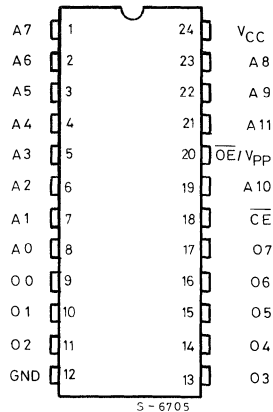 A7 1 24 VCC
A6 2 23 A8
A5 3 22 A9
A4 4 21 A11
A3 5 20 OE/VPP
A2 6 19 A10
A1 7 18 CE
A0 8 17 O7
O0 9 16 O6
O1 10 15 O5
O2 11 14 O4
GND 12 13 O3
S-6705